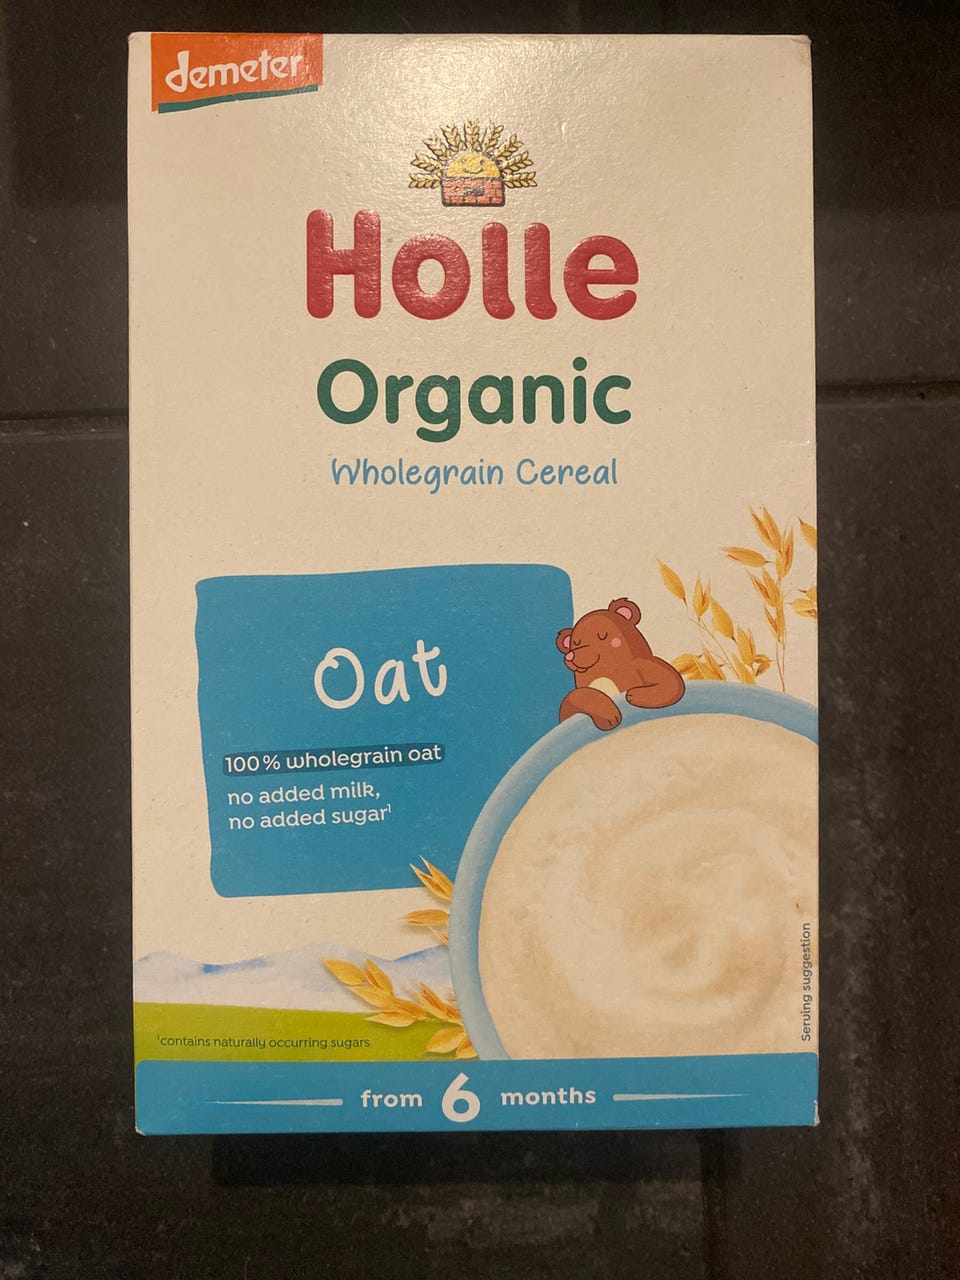 demeter
Holle
Organic
Wholegrain Cereal
Oat
100% wholegrain oat
no added milk,
no added sugar¹
Serving suggestion
¹contains naturally occurring sugars
from 6 months